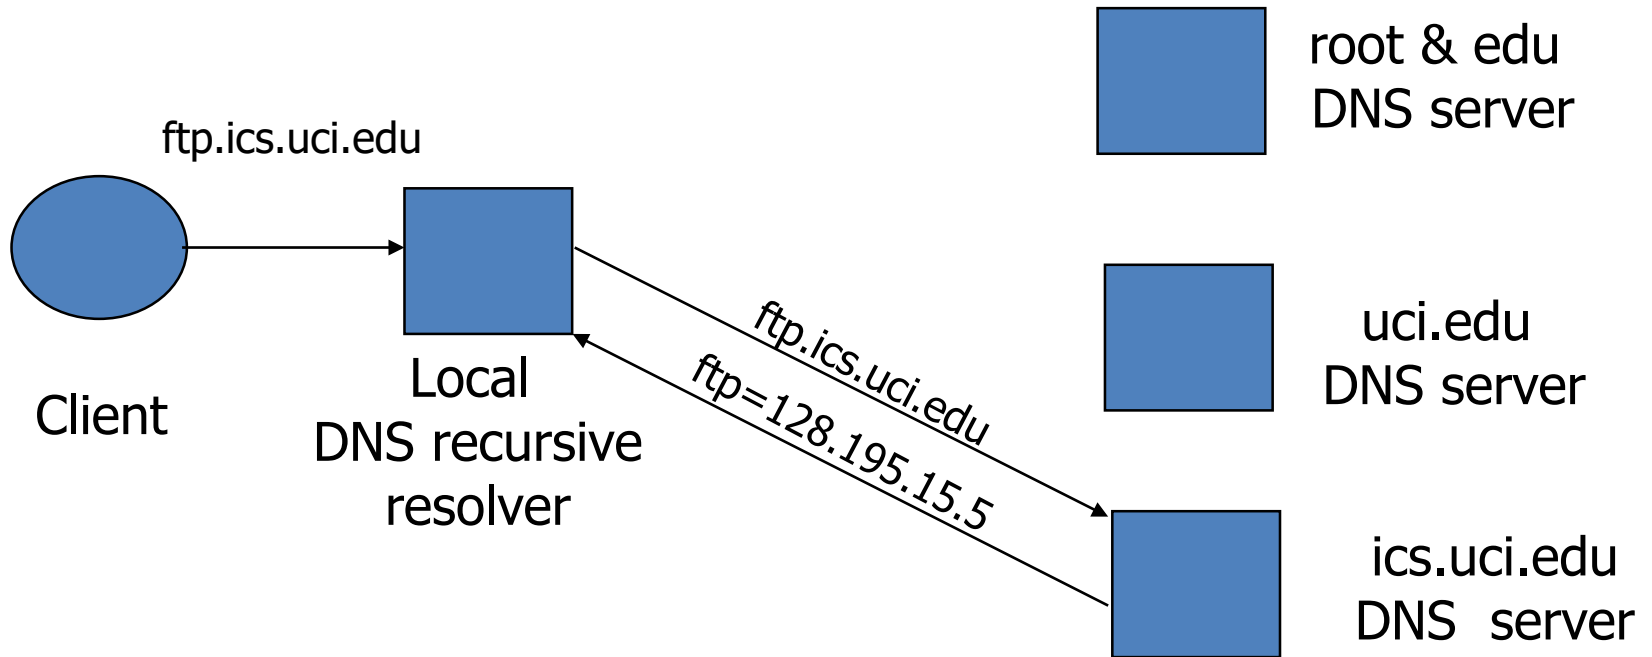 root & edu
DNS server
ftp.ics.uci.edu
Client
Local
DNS recursive
resolver
ftp.ics.uci.edu
ftp=128.195.15.5
uci.edu
DNS server
ics.uci.edu
DNS server